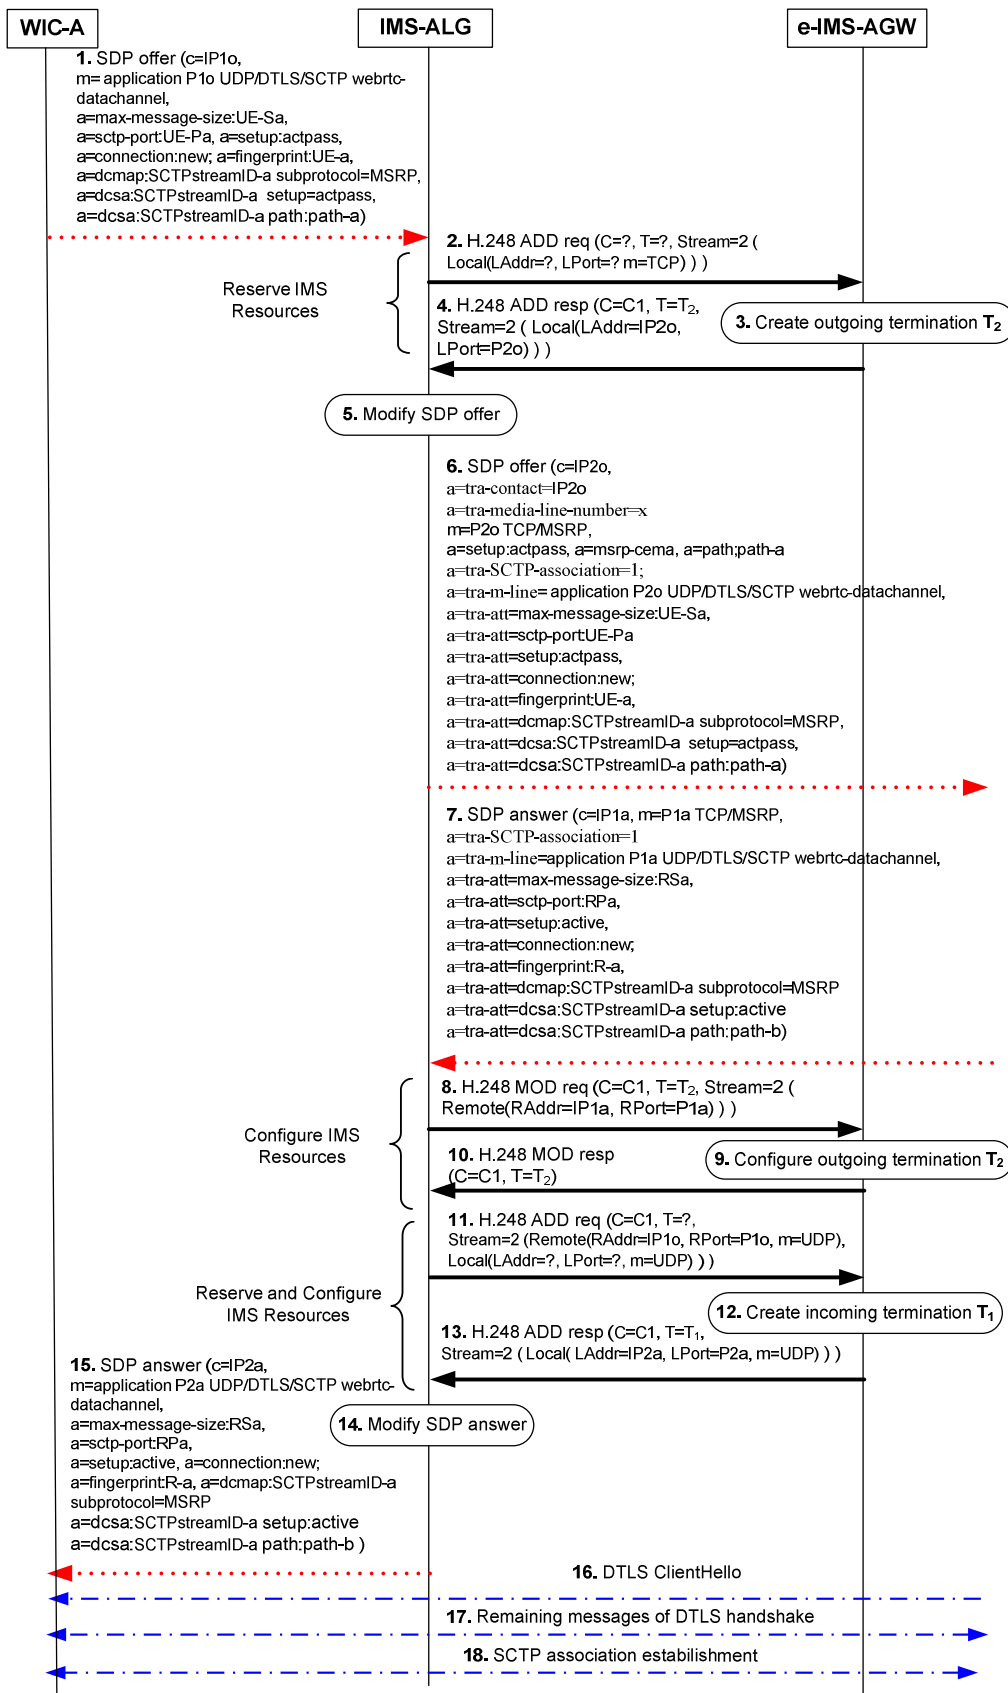 WIC-A
IMS-ALG
e-IMS-AGW
1. SDP offer (c=IP1o,
m= application P1o UDP/DTLS/SCTP webrtc-
datachannel,
a=max-message-size:UE-Sa,
a=sctp-port:UE-Pa, a=setup:actpass,
a=connection:new; a=fingerprint:UE-a,
a=dcmap:SCTPstreamID-a subprotocol=MSRP,
a=dcsa:SCTPstreamID-a setup=actpass,
a=dcsa:SCTPstreamID-a path:path-a)
2. H.248 ADD req (C=?, T=?, Stream=2 (
Local(LAddr=?, LPort=? m=TCP) ) )
Reserve IMS
Resources
4. H.248 ADD resp (C=C1, T=T2,
Stream=2 ( Local(LAddr=IP2o,
LPort=P2o) ) )
3. Create outgoing termination T2
5. Modify SDP offer
6. SDP offer (c=IP2o,
a=tra-contact=IP2o
a=tra-media-line-number=x
m=P2o TCP/MSRP,
a=setup:actpass, a=msrp-cema, a=path;path-a
a=tra-SCTP-association=1;
a=tra-m-line= application P2o UDP/DTLS/SCTP webrtc-datachannel,
a=tra-att=max-message-size:UE-Sa,
a=tra-att=sctp-port:UE-Pa
a=tra-att=setup:actpass,
a=tra-att=connection:new;
a=tra-att=fingerprint:UE-a,
a=tra-att=dcmap:SCTPstreamID-a subprotocol=MSRP,
a=tra-att=dcsa:SCTPstreamID-a setup=actpass,
a=tra-att=dcsa:SCTPstreamID-a path:path-a)
7. SDP answer (c=IP1a, m=P1a TCP/MSRP,
a=tra-SCTP-association=1
a=tra-m-line=application P1a UDP/DTLS/SCTP webrtc-datachannel,
a=tra-att=max-message-size:RSa,
a=tra-att=sctp-port:RPa,
a=tra-att=setup:active,
a=tra-att=connection:new;
a=tra-att=fingerprint:R-a,
a=tra-att=dcmap:SCTPstreamID-a subprotocol=MSRP
a=tra-att=dcsa:SCTPstreamID-a setup:active
a=tra-att=dcsa:SCTPstreamID-a path:path-b)
8. H.248 MOD req (C=C1, T=T2, Stream=2 (
Remote(RAddr=IP1a, RPort=P1a) ) )
Configure IMS
Resources
10. H.248 MOD resp
(C=C1, T=T2)
9. Configure outgoing termination T2
11. H.248 ADD req (C=C1, T=?,
Stream=2 (Remote(RAddr=IP1o, RPort=P1o, m=UDP),
Local(LAddr=?, LPort=?, m=UDP) ) )
Reserve and Configure
IMS Resources
12. Create incoming termination T1
13. H.248 ADD resp (C=C1, T=T1,
Stream=2 ( Local( LAddr=IP2a, LPort=P2a, m=UDP) ) )
15. SDP answer (c=IP2a,
m=application P2a UDP/DTLS/SCTP webrtc-
datachannel,
a=max-message-size:RSa,
a=sctp-port:RPa,
a=setup:active, a=connection:new;
a=fingerprint:R-a, a=dcmap:SCTPstreamID-a
subprotocol=MSRP
a=dcsa:SCTPstreamID-a setup:active
a=dcsa:SCTPstreamID-a path:path-b )
14. Modify SDP answer
16. DTLS ClientHello
17. Remaining messages of DTLS handshake
18. SCTP association estabilishment